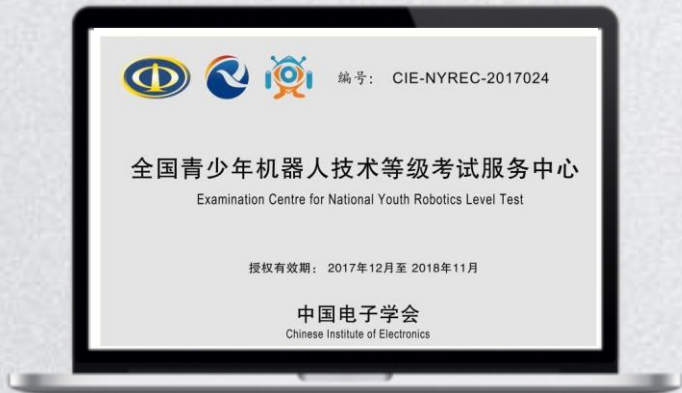 编号： CIE-NYREC-2017024
全国青少年机器人技术等级考试服务中心
Examination Centre for National Youth Robotics Level Test
授权有效期： 2017年12月至 2018年11月
中国电子学会
Chinese Institute of Electronics